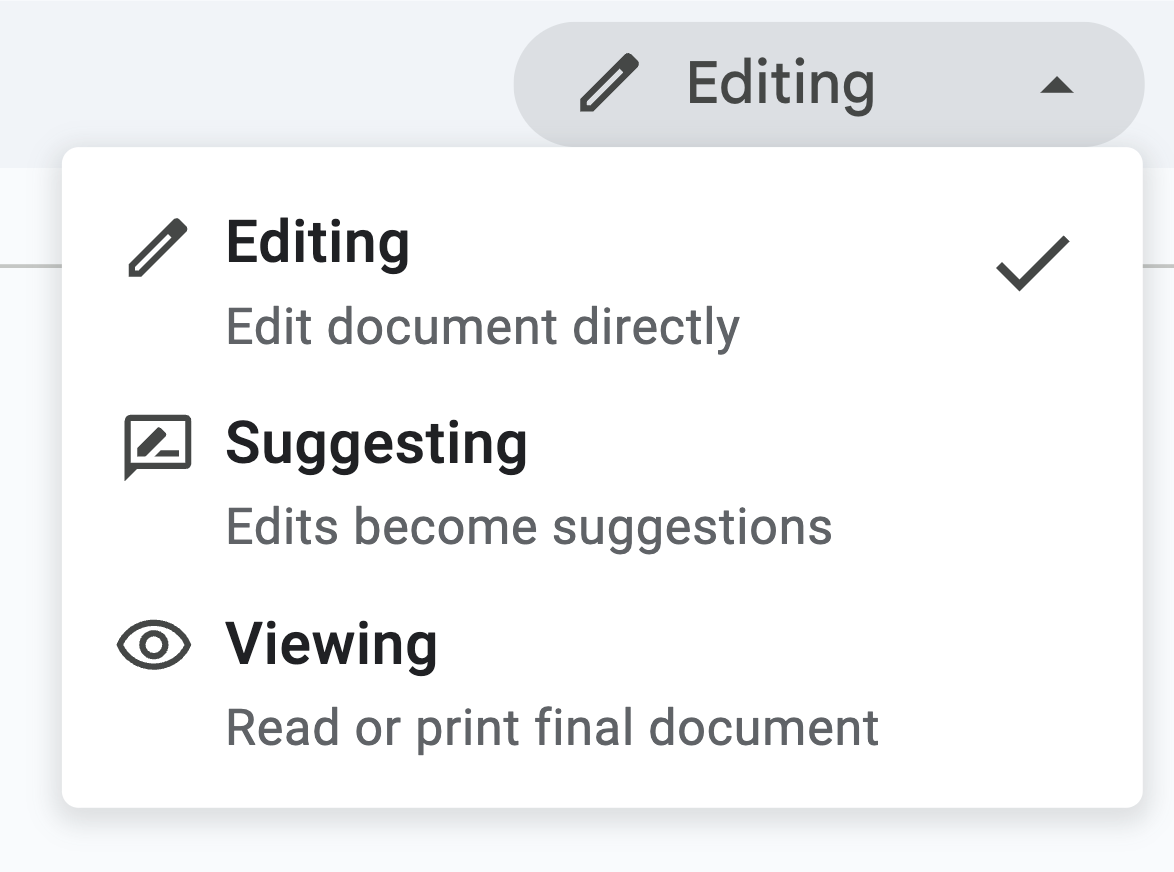 Editing
Editing
Edit document directly
Suggesting
Edits become suggestions
Viewing
Read or print final document